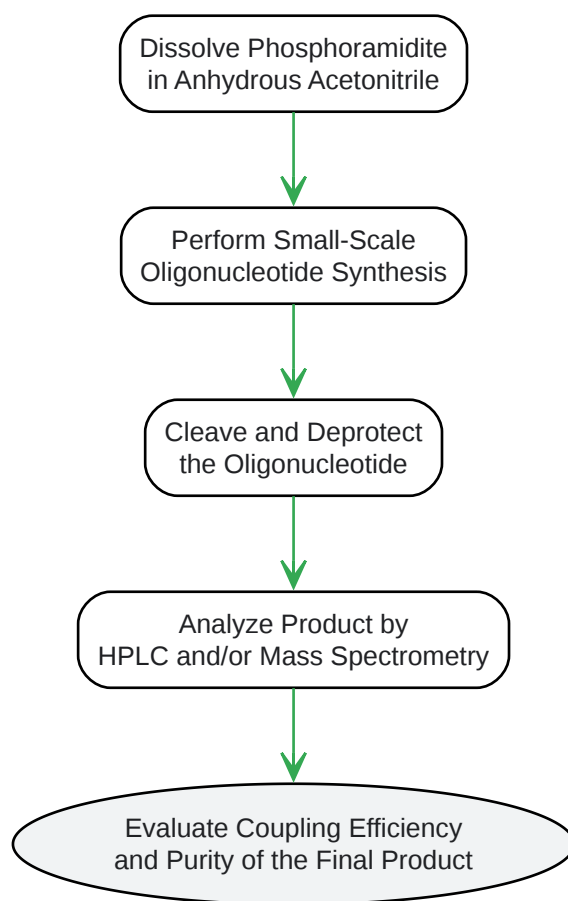 Dissolve Phosphoramidite
in Anhydrous Acetonitrile
Perform Small-Scale
Oligonucleotide Synthesis
Cleave and Deprotect
the Oligonucleotide
Analyze Product by
HPLC and/or Mass Spectrometry
Evaluate Coupling Efficiency
and Purity of the Final Product